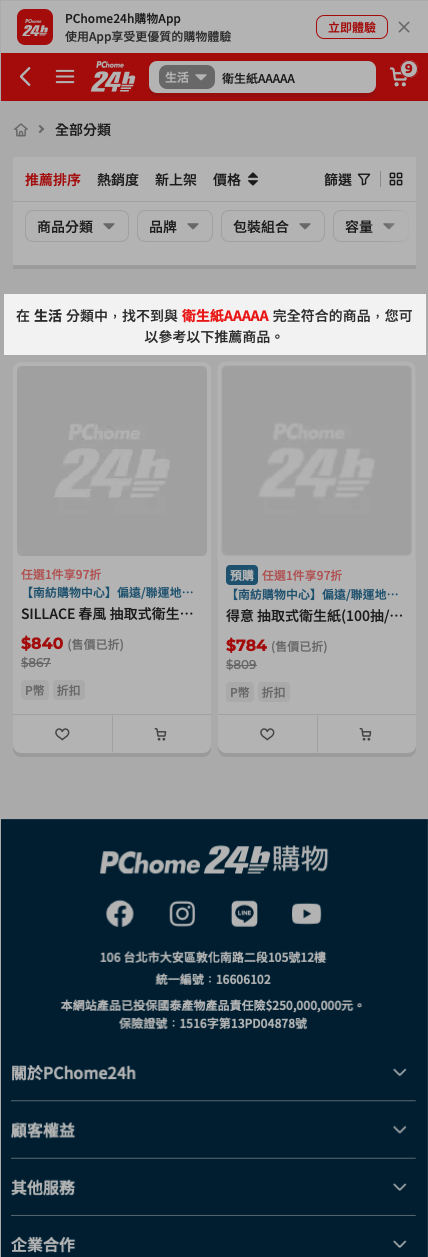 PChome 24h
PChome24h購物App
使用App享受更優質的購物體驗
立即體驗
PChome 24h
生活
衛生紙AAAAA
9
全部分類
推薦排序 熱銷度 新上架 價格 篩選
商品分類 品牌 包裝組合 容量
在 生活 分類中，找不到與 衛生紙AAAAA 完全符合的商品，您可
以參考以下推薦商品。
PChome 24h
任選1件享97折
【南紡購物中心】偏遠/聯運地…
SILLACE 春風 抽取式衛生…
$840 (售價已折)
$867
P幣 折扣
PChome 24h
預購 任選1件享97折
【南紡購物中心】偏遠/聯運地…
得意 抽取式衛生紙(100抽/…
$784 (售價已折)
$809
P幣 折扣
PChome 24h購物
LINE
106 台北市大安區敦化南路二段105號12樓
統一編號：16606102
本網站產品已投保國泰產物產品責任險$250,000,000元。
保險證號：1516字第13PD04878號
關於PChome24h
顧客權益
其他服務
企業合作